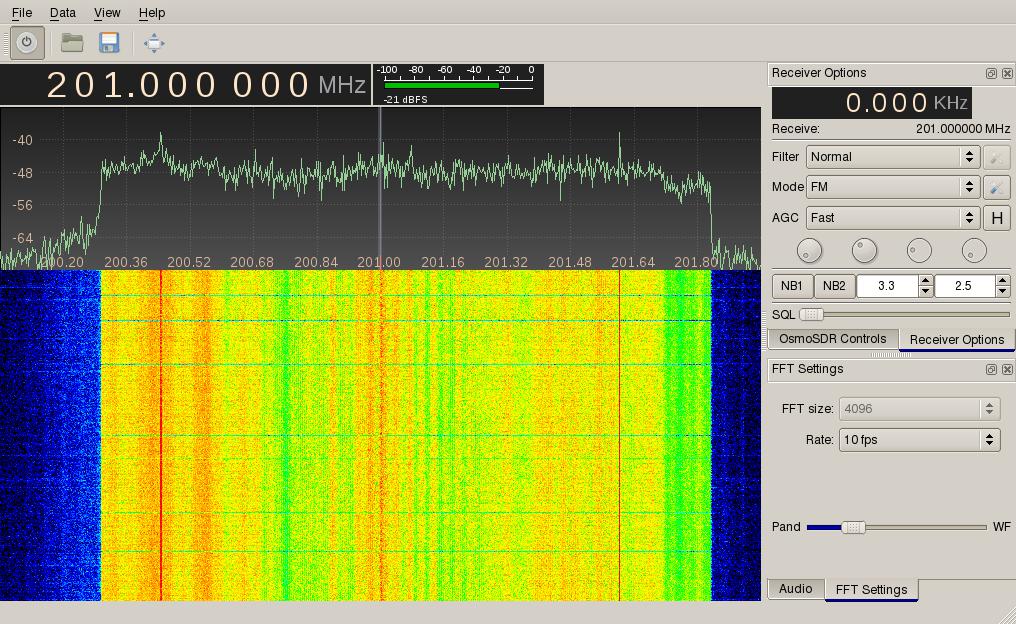 File Data View Help
201.000 000 MHz
-100 -80 -60 -40 -20 0
-21 dBFS
-40
-48
-56
-64
200.20 200.36 200.52 200.68 200.84 201.00 201.16 201.32 201.48 201.64 201.80
Receiver Options
0.000 KHz
Receive: 201.000000 MHz
Filter Normal
Mode FM
AGC Fast H
NB1 NB2 3.3 2.5
SQL
OsmoSDR Controls Receiver Options
FFT Settings
FFT size: 4096
Rate: 10 fps
Pand WF
Audio FFT Settings